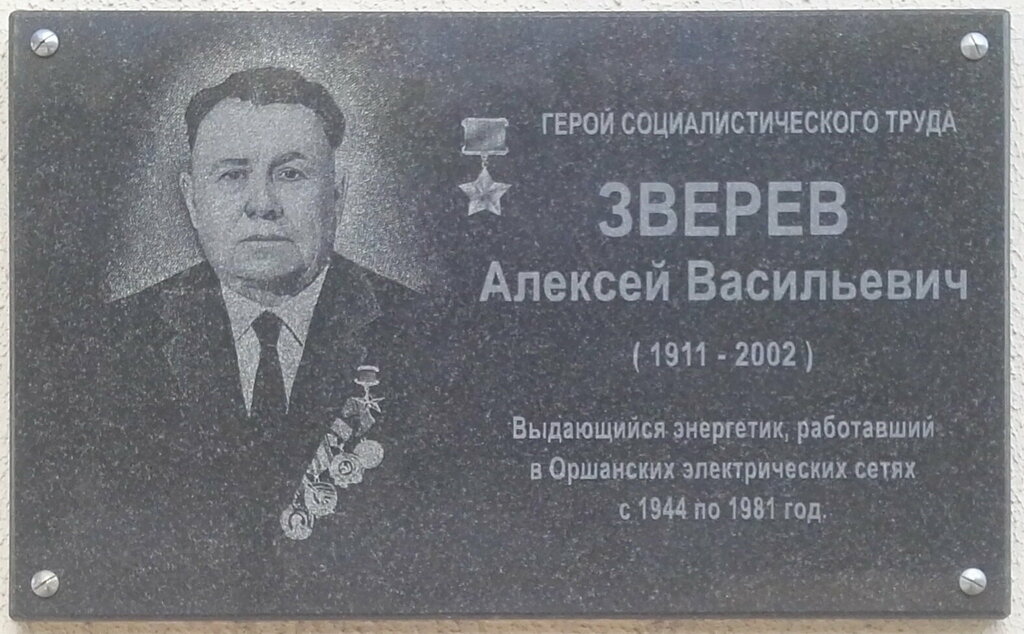 ГЕРОЙ СОЦИАЛИСТИЧЕСКОГО ТРУДА
ЗВЕРЕВ
Алексей Васильевич
( 1911 - 2002 )
Выдающийся энергетик, работавший
в Оршанских электрических сетях
с 1944 по 1981 год.